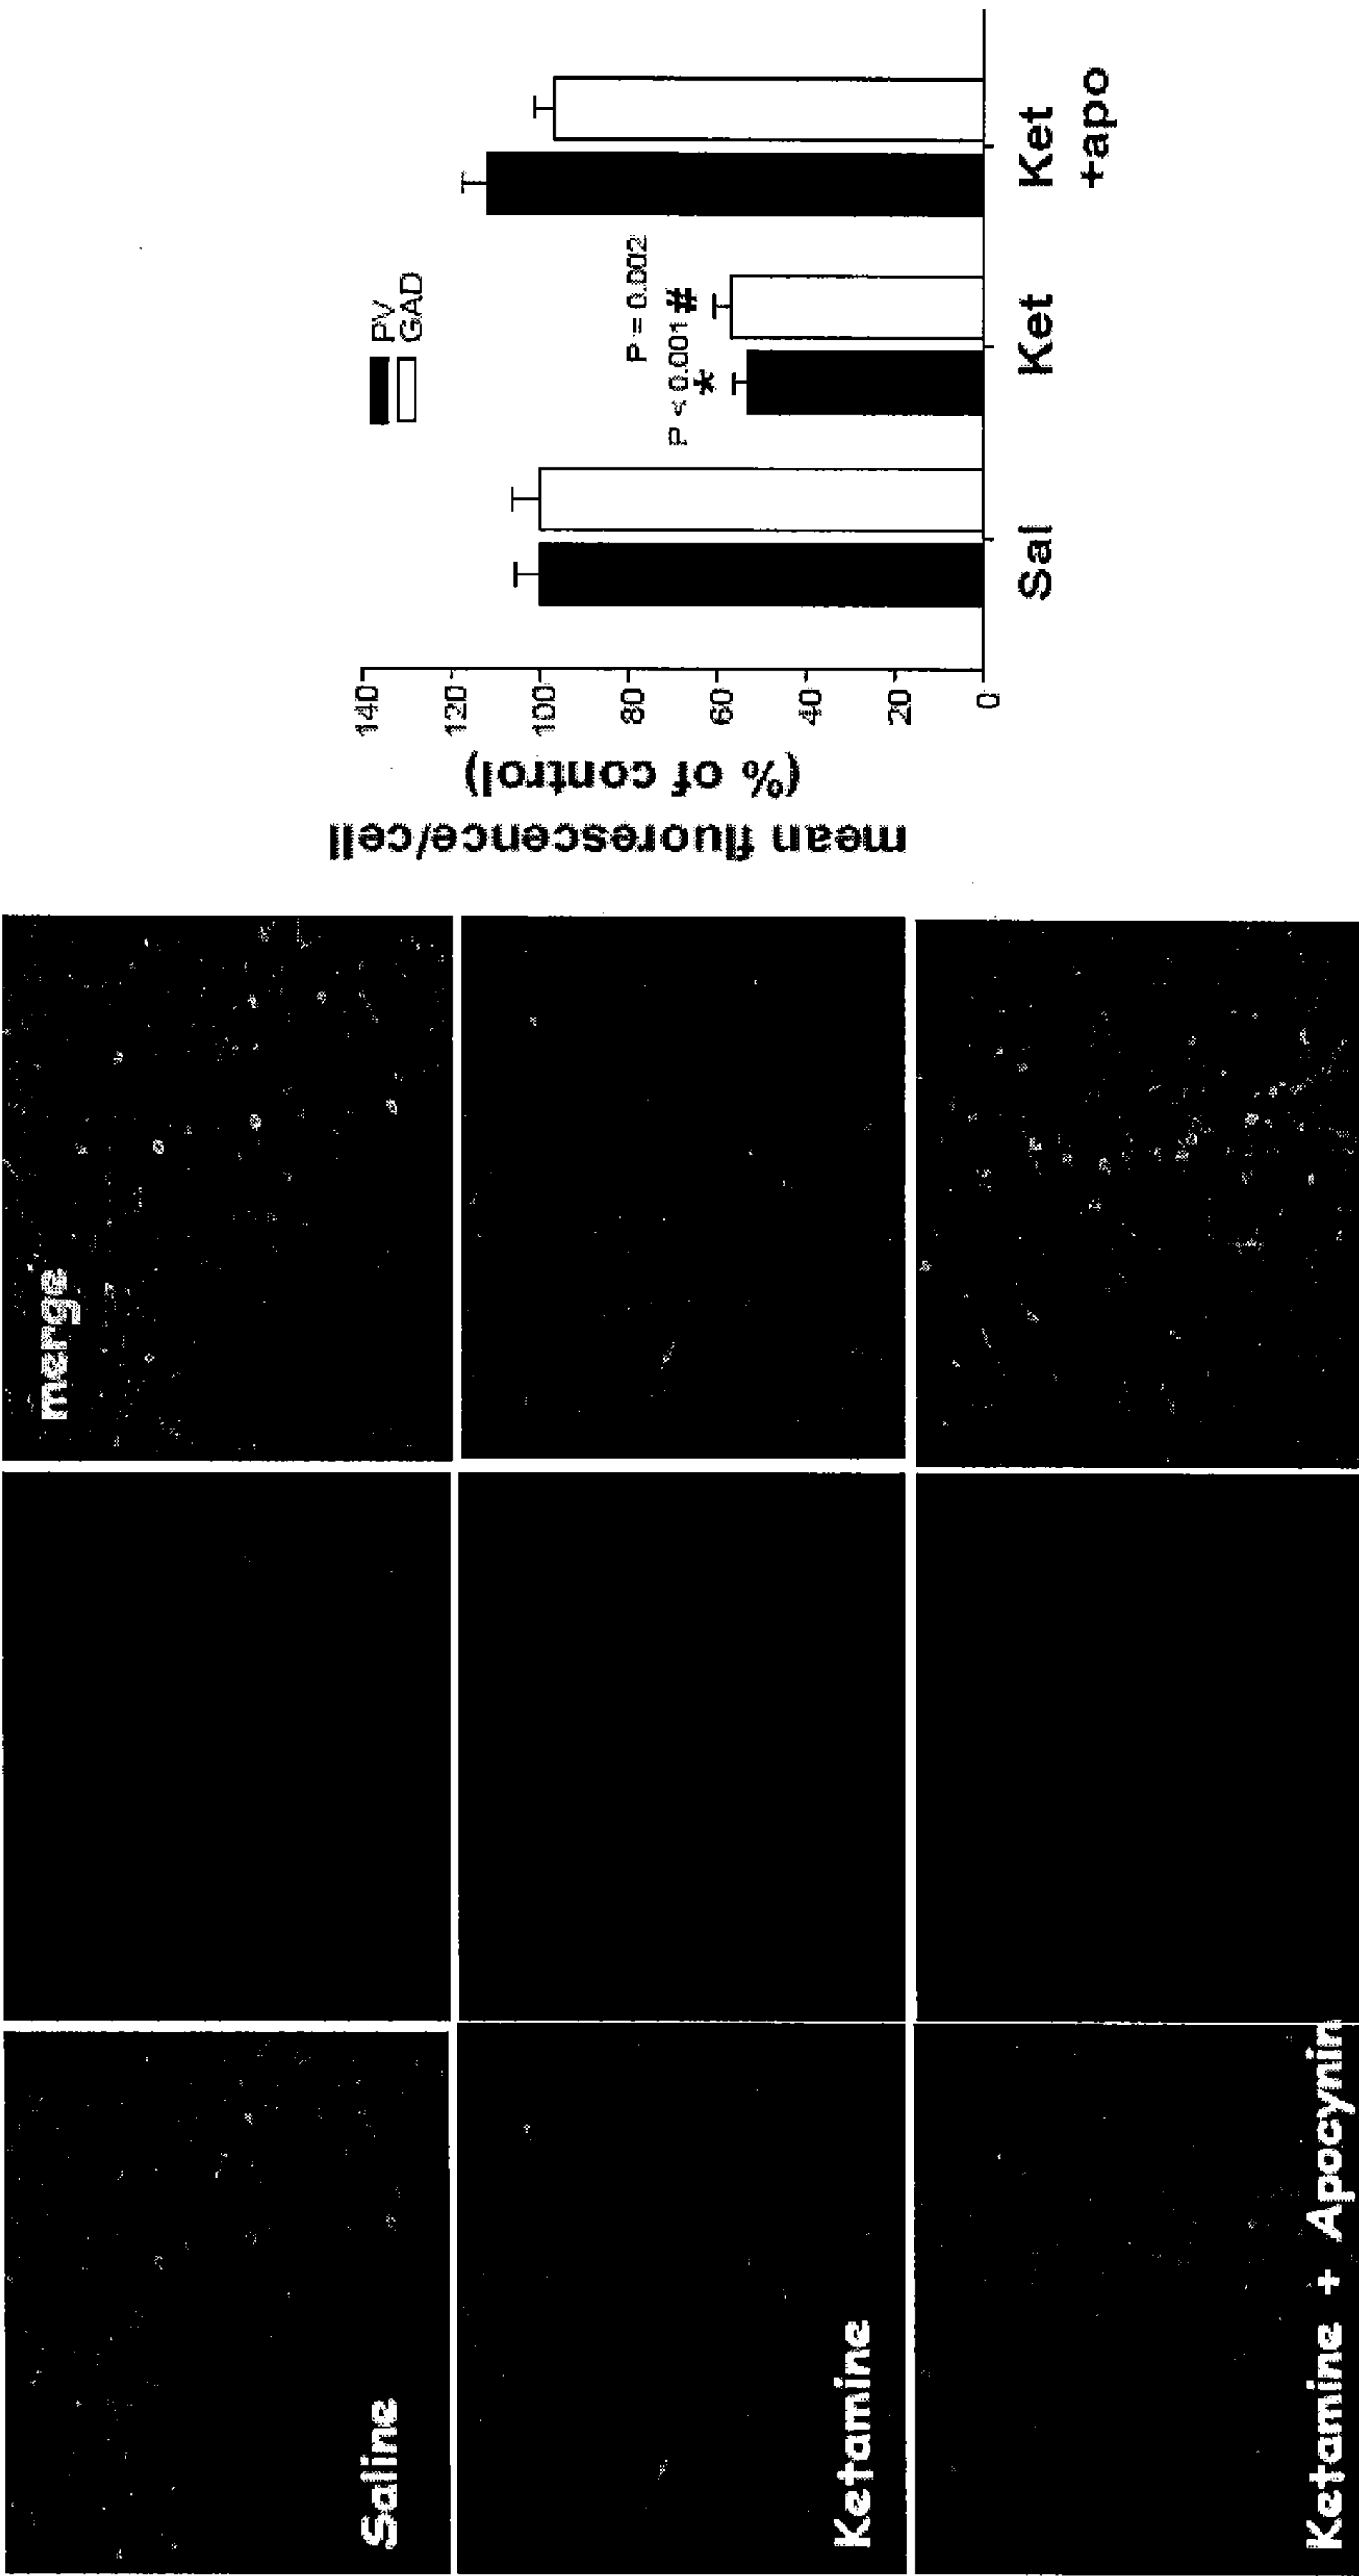 merge
Saline
Ketamine
Ketamine + Apocynin
mean fluorescence/cell
(% of control)
140
120
100
80
60
40
20
0
PV
GAD
P = 0.002
P < 0.001 #
*
Sal
Ket
Ket
+apo